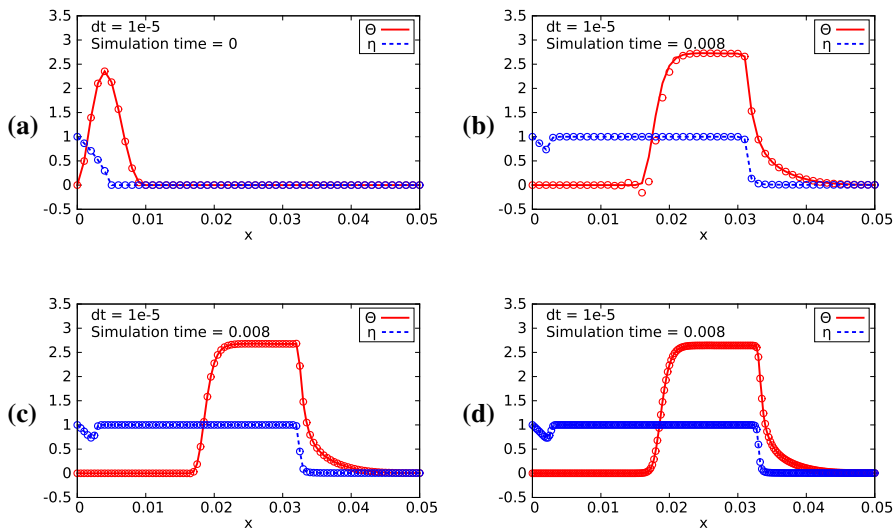 (a)
dt = 1e-5
Simulation time = 0
Θ
η
3.5
3
2.5
2
1.5
1
0.5
0
-0.5
0 0.01 0.02 0.03 0.04 0.05
x
(b)
dt = 1e-5
Simulation time = 0.008
Θ
η
3.5
3
2.5
2
1.5
1
0.5
0
-0.5
0 0.01 0.02 0.03 0.04 0.05
x
(c)
dt = 1e-5
Simulation time = 0.008
Θ
η
3.5
3
2.5
2
1.5
1
0.5
0
-0.5
0 0.01 0.02 0.03 0.04 0.05
x
(d)
dt = 1e-5
Simulation time = 0.008
Θ
η
3.5
3
2.5
2
1.5
1
0.5
0
-0.5
0 0.01 0.02 0.03 0.04 0.05
x